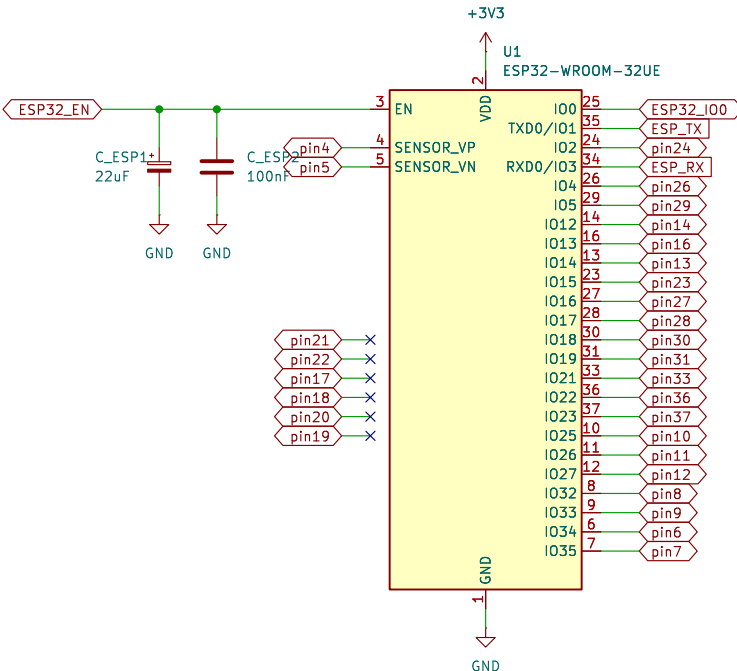 +3V3
U1
ESP32-WROOM-32UE
2
VDD
ESP32_EN
3 EN
IO0 25 ESP32_IO0
TXD0/IO1 35 ESP_TX
pin4 4 SENSOR_VP
IO2 24 pin24
pin5 5 SENSOR_VN
RXD0/IO3 34 ESP_RX
C_ESP1
+
22uF
C_ESP2
100nF
GND
GND
IO4 26 pin26
IO5 29 pin29
IO12 14 pin14
IO13 16 pin16
IO14 13 pin13
IO15 23 pin23
IO16 27 pin27
IO17 28 pin28
pin21
IO18 30 pin30
pin22
IO19 31 pin31
pin17
IO21 33 pin33
pin18
IO22 36 pin36
pin20
IO23 37 pin37
pin19
IO25 10 pin10
IO26 11 pin11
IO27 12 pin12
IO32 8 pin8
IO33 9 pin9
IO34 6 pin6
IO35 7 pin7
GND
1
GND